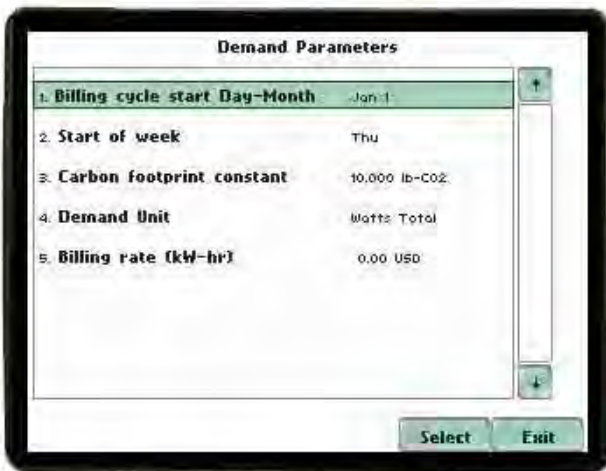 Demand Parameters
1. Billing cycle start Day-Month Jan 1
2. Start of week Thu
3. Carbon footprint constant 10.000 lb-CO2
4. Demand Unit Watts Total
5. Billing rate (kW-hr) 0.00 USD
Select Exit